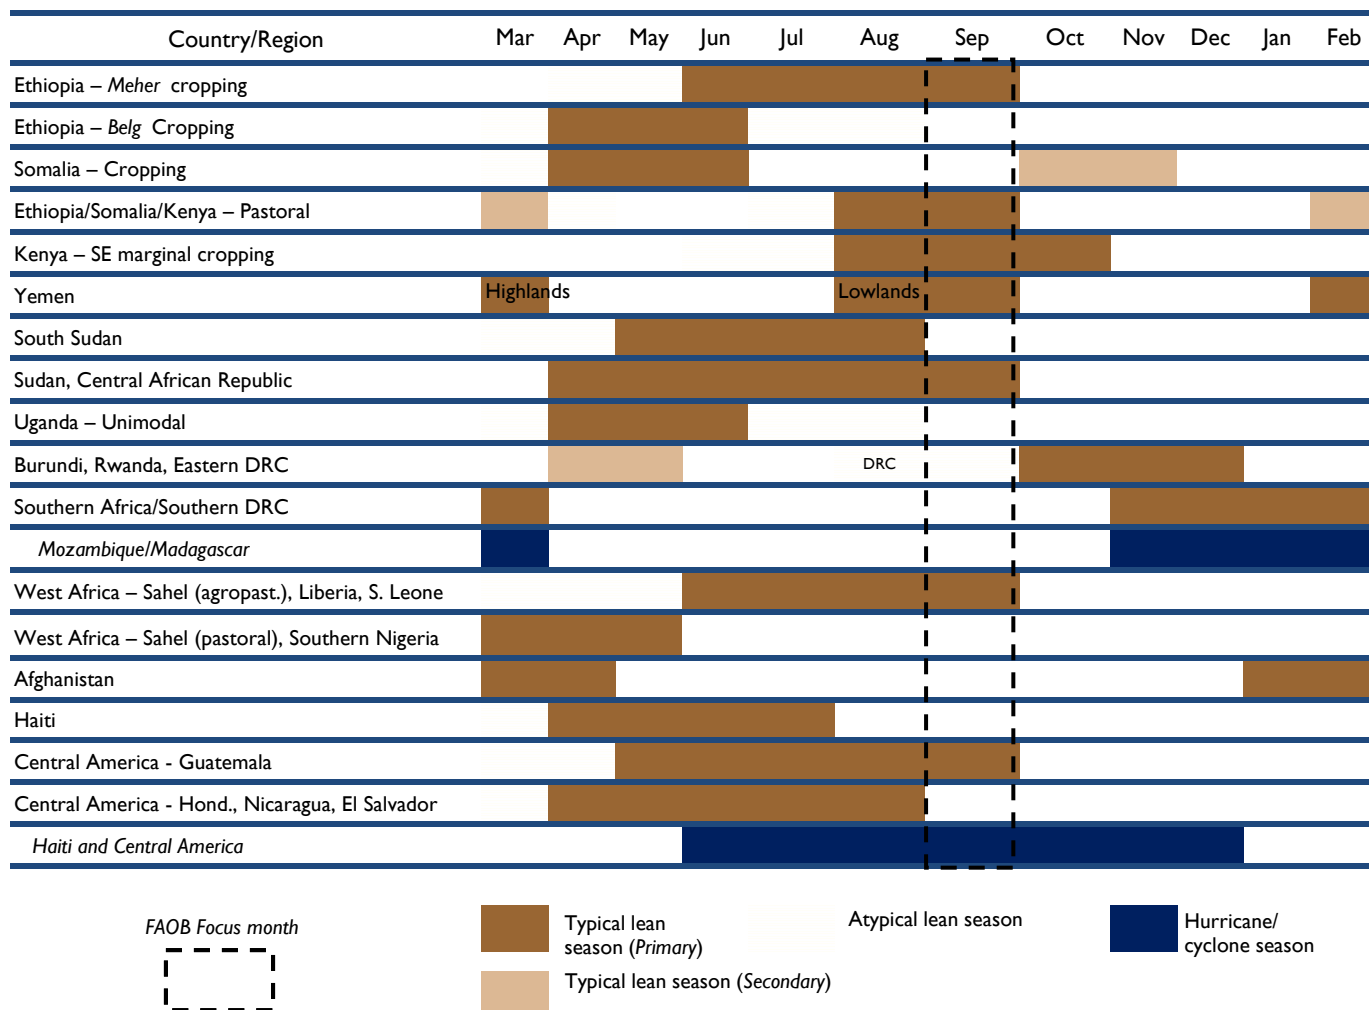 Country/Region Mar Apr May Jun Jul Aug Sep Oct Nov Dec Jan Feb
Ethiopia – Meher cropping
Ethiopia – Belg Cropping
Somalia – Cropping
Ethiopia/Somalia/Kenya – Pastoral
Kenya – SE marginal cropping
Yemen Highlands Lowlands
South Sudan
Sudan, Central African Republic
Uganda – Unimodal
Burundi, Rwanda, Eastern DRC DRC
Southern Africa/Southern DRC
Mozambique/Madagascar
West Africa – Sahel (agropast.), Liberia, S. Leone
West Africa – Sahel (pastoral), Southern Nigeria
Afghanistan
Haiti
Central America - Guatemala
Central America - Hond., Nicaragua, El Salvador
Haiti and Central America
FAOB Focus month
Typical lean
season (Primary)
Typical lean season (Secondary)
Atypical lean season
Hurricane/
cyclone season